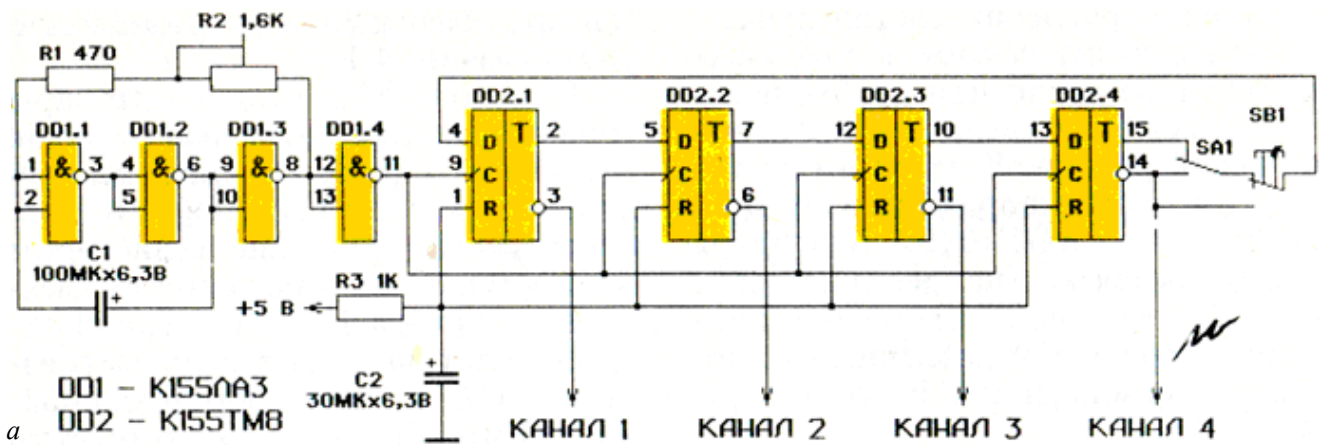 R2 1,6К
R1 470
DD1.1 DD1.2 DD1.3 DD1.4 DD2.1 DD2.2 DD2.3 DD2.4
SB1
SA1
1 2 & 3 4 5 & 6 9 10 & 8 12 13 & 11
4 9 1 D C R T 2 3
5 D C R T 7 6
12 D C R T 10 11
13 D C R T 15 14
C1
100МКх6,3В
+
R3 1К
+5 В
+
C2
30МКх6,3В
DD1 – К155ЛА3
DD2 – К155ТМ8
КАНАЛ 1 КАНАЛ 2 КАНАЛ 3 КАНАЛ 4
а